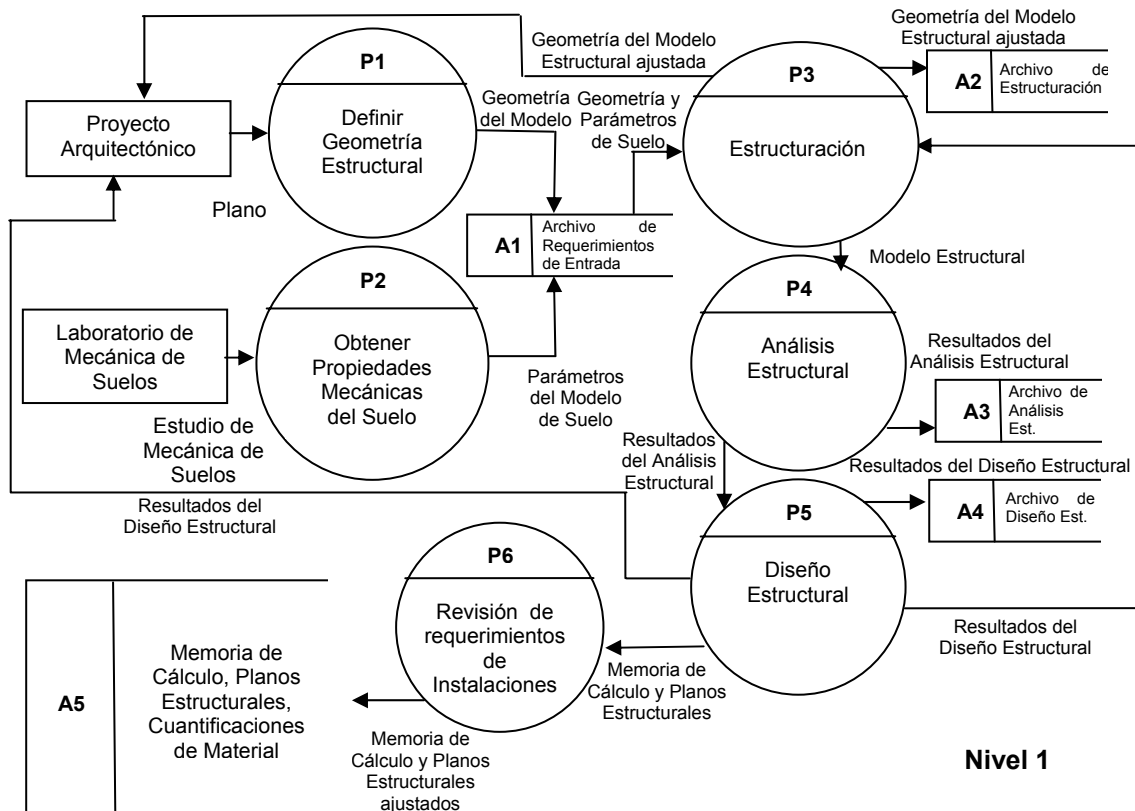 Geometría del Modelo
Estructural ajustada
Geometría del Modelo
Estructural ajustada
P1
P3
A2
Archivo de
Estructuración
Proyecto
Arquitectónico
Definir
Geometría
Estructural
Geometría
del Modelo
Geometría y
Parámetros
de Suelo
Estructuración
Plano
A1
Archivo de
Requerimientos
de Entrada
Modelo Estructural
P2
P4
Laboratorio de
Mecánica de
Suelos
Obtener
Propiedades
Mecánicas
del Suelo
Análisis
Estructural
Resultados del
Análisis Estructural
Parámetros
del Modelo
de Suelo
A3
Archivo de
Análisis
Est.
Estudio de
Mecánica de
Suelos
Resultados
del Análisis
Estructural
Resultados del Diseño Estructural
Resultados del
Diseño Estructural
P5
A4
Archivo de
Diseño Est.
P6
Diseño
Estructural
Revisión de
requerimientos
de
Instalaciones
Resultados del
Diseño Estructural
A5
Memoria de
Cálculo, Planos
Estructurales,
Cuantificaciones
de Material
Memoria de
Cálculo y Planos
Estructurales
Memoria de
Cálculo y Planos
Estructurales
ajustados
Nivel 1